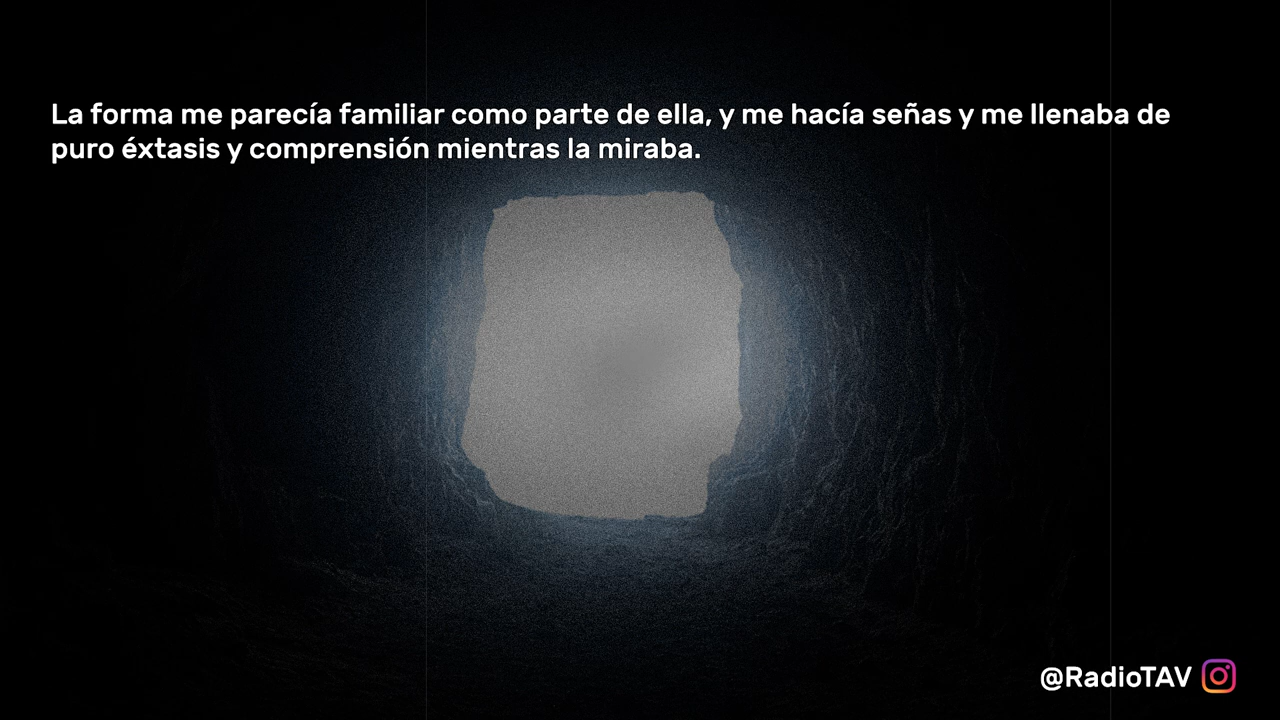 La forma me parecía familiar como parte de ella, y me hacía señas y me llenaba de
puro éxtasis y comprensión mientras la miraba.
@RadioTAV